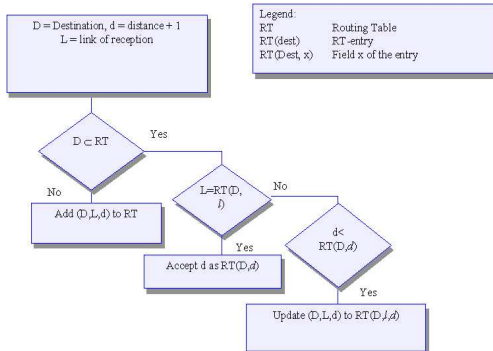 D = Destination, d = distance + 1
L = link of reception
Legend:
RT Routing Table
RT(dest) RT-entry
RT(Dest, x) Field x of the entry
D ⊂ RT
Yes
No
Add (D,L,d) to RT
L=RT(D,
l)
No
Yes
Accept d as RT(D,d)
d<
RT(D,d)
Yes
Update (D,L,d) to RT(D,l,d)